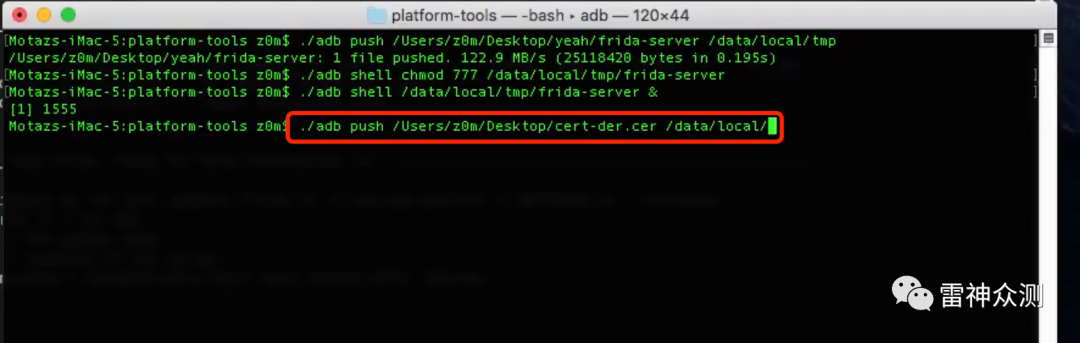 platform-tools — -bash ▸ adb — 120×44
[Motazs-iMac-5:platform-tools z0m$ ./adb push /Users/z0m/Desktop/yeah/frida-server /data/local/tmp ]
/Users/z0m/Desktop/yeah/frida-server: 1 file pushed. 122.9 MB/s (25118420 bytes in 0.195s)
[Motazs-iMac-5:platform-tools z0m$ ./adb shell chmod 777 /data/local/tmp/frida-server ]
[Motazs-iMac-5:platform-tools z0m$ ./adb shell /data/local/tmp/frida-server & ]
[1] 1555
Motazs-iMac-5:platform-tools z0m$ ./adb push /Users/z0m/Desktop/cert-der.cer /data/local/
雷神众测